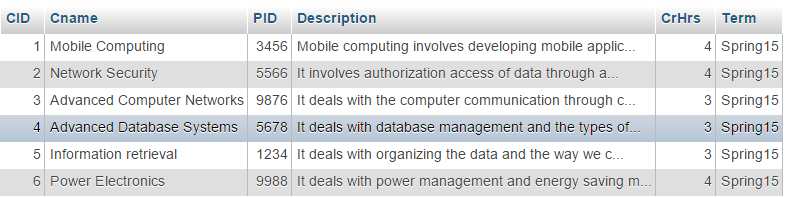 CID Cname PID Description CrHrs Term
1 Mobile Computing 3456 Mobile computing involves developing mobile applic... 4 Spring15
2 Network Security 5566 It involves authorization access of data through a... 4 Spring15
3 Advanced Computer Networks 9876 It deals with the computer communication through c... 3 Spring15
4 Advanced Database Systems 5678 It deals with database management and the types of... 3 Spring15
5 Information retrieval 1234 It deals with organizing the data and the way we c... 3 Spring15
6 Power Electronics 9988 It deals with power management and energy saving m... 4 Spring15